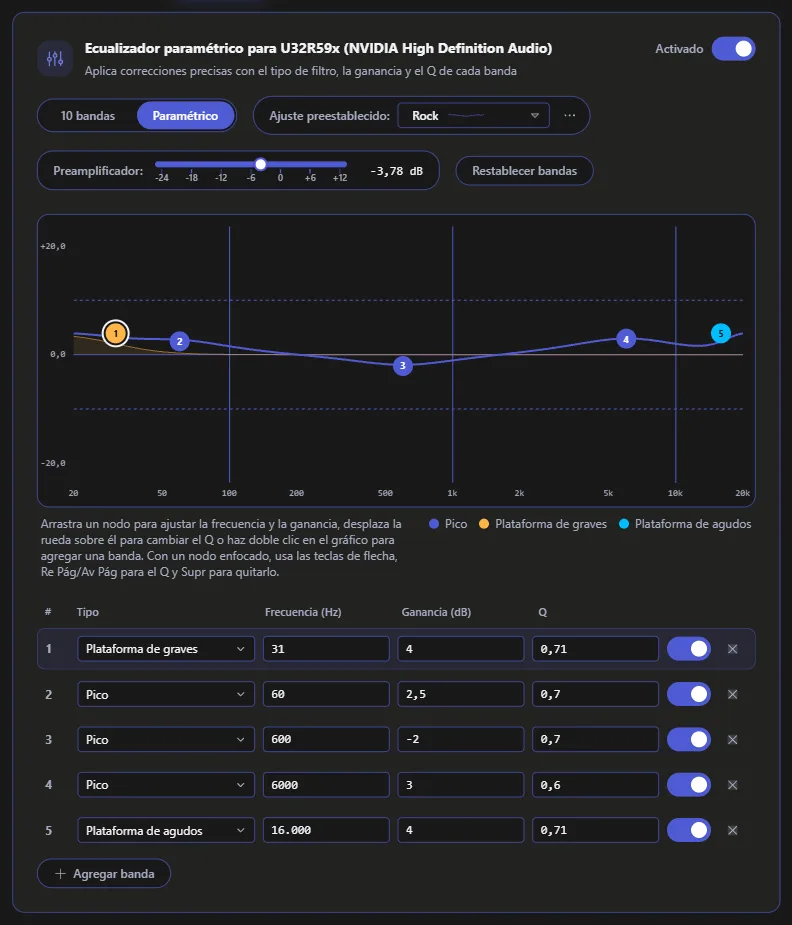 Ecualizador paramétrico para U32R59x (NVIDIA High Definition Audio)
Aplica correcciones precisas con el tipo de filtro, la ganancia y el Q de cada banda
Activado
10 bandas
Paramétrico
Ajuste preestablecido:
Rock
...
Preamplificador:
-24 -18 -12 -6 0 +6 +12
-3,78 dB
Restablecer bandas
+20,0
0,0
-20,0
1
2
3
4
5
20 50 100 200 500 1k 2k 5k 10k 20k
Arrastra un nodo para ajustar la frecuencia y la ganancia, desplaza la
rueda sobre él para cambiar el Q o haz doble clic en el gráfico para
agregar una banda. Con un nodo enfocado, usa las teclas de flecha,
Re Pág/Av Pág para el Q y Supr para quitarlo.
Pico
Plataforma de graves
Plataforma de agudos
# Tipo Frecuencia (Hz) Ganancia (dB) Q
1 Plataforma de graves 31 4 0,71
2 Pico 60 2,5 0,7
3 Pico 600 -2 0,7
4 Pico 6000 3 0,6
5 Plataforma de agudos 16.000 4 0,71
+ Agregar banda